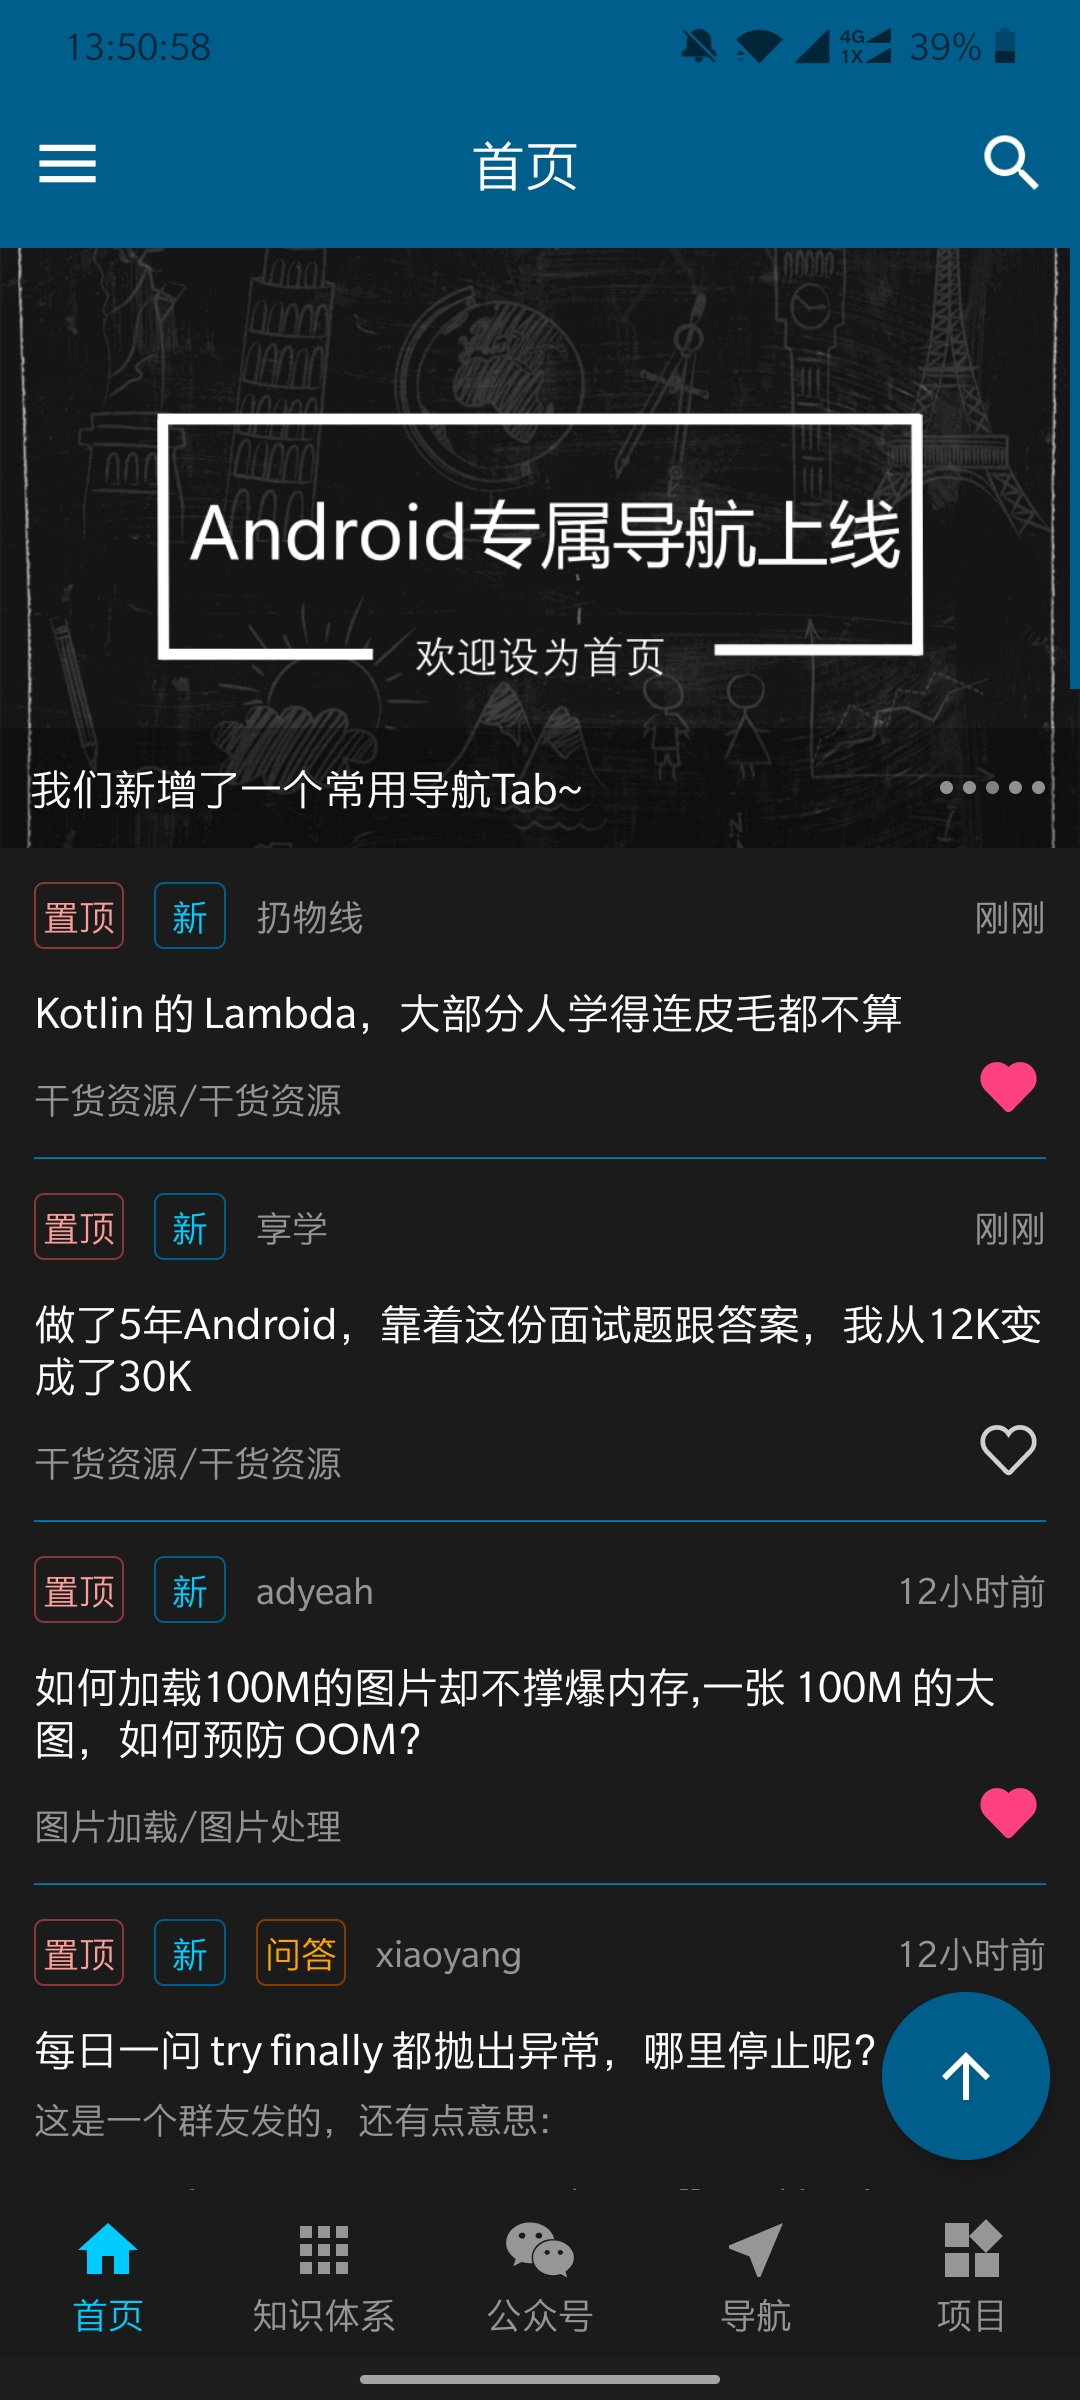 13:50:58
4G
1X
39%
首页
Android专属导航上线
欢迎设为首页
我们新增了一个常用导航Tab~
置顶 新 扔物线 刚刚
Kotlin 的 Lambda，大部分人学得连皮毛都不算
干货资源/干货资源
置顶 新 享学 刚刚
做了5年Android，靠着这份面试题跟答案，我从12K变
成了30K
干货资源/干货资源
置顶 新 adyeah 12小时前
如何加载100M的图片却不撑爆内存,一张 100M 的大
图，如何预防 OOM？
图片加载/图片处理
置顶 新 问答 xiaoyang 12小时前
每日一问 try finally 都抛出异常，哪里停止呢？
这是一个群友发的，还有点意思：
首页 知识体系 公众号 导航 项目